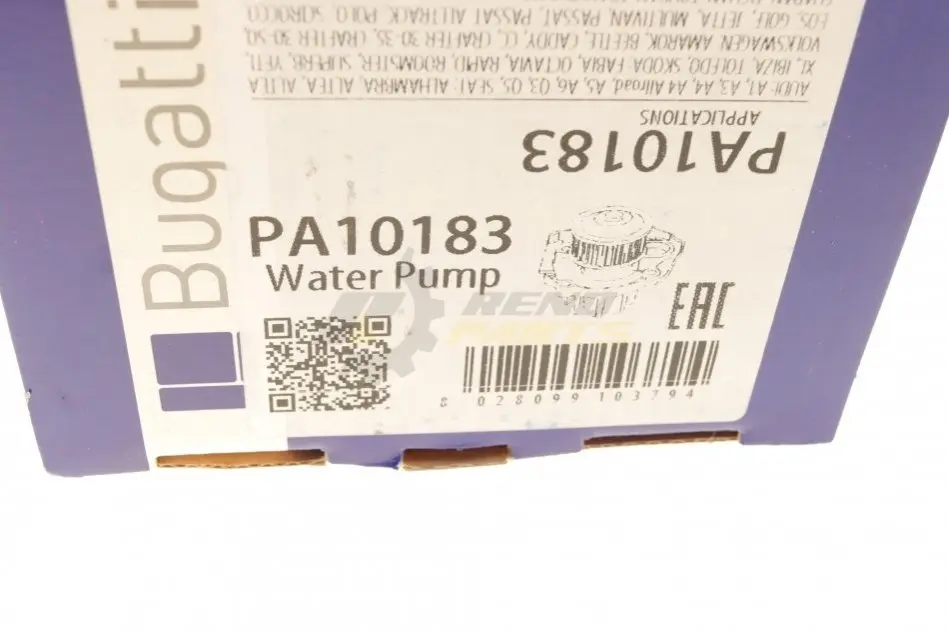 Bugatti
PA10183
Water Pump
RENO
PARTS
EAC
8 028099 103794
PA10183
APPLICATIONS
AUDI: A1, A3, A4, A4 Allroad, A5, A6, Q3, Q5, SEAT: ALHAMBRA, ALTEA, ALTEA
XL, IBIZA, TOLEDO, SKODA FABIA, OCTAVIA, RAPID, ROOMSTER, SUPERB, YETI,
VOLKSWAGEN AMAROK, BEETLE, CADDY, CC, CRAFTER 30-35, CRAFTER 30-50,
EOS, GOLF, JETTA, MULTIVAN, PASSAT, PASSAT ALLTRACK, POLO, SCIROCCO